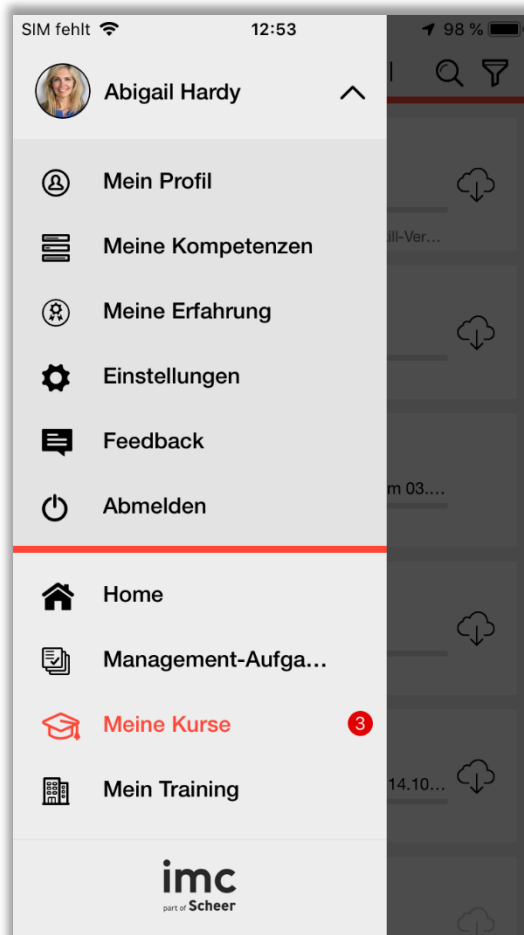 SIM fehlt 12:53 98 %
Abigail Hardy
Mein Profil
Meine Kompetenzen
ill-Ver...
Meine Erfahrung
Einstellungen
Feedback
m 03....
Abmelden
Home
Management-Aufga...
Meine Kurse 3
Mein Training
14.10...
imc
part of Scheer